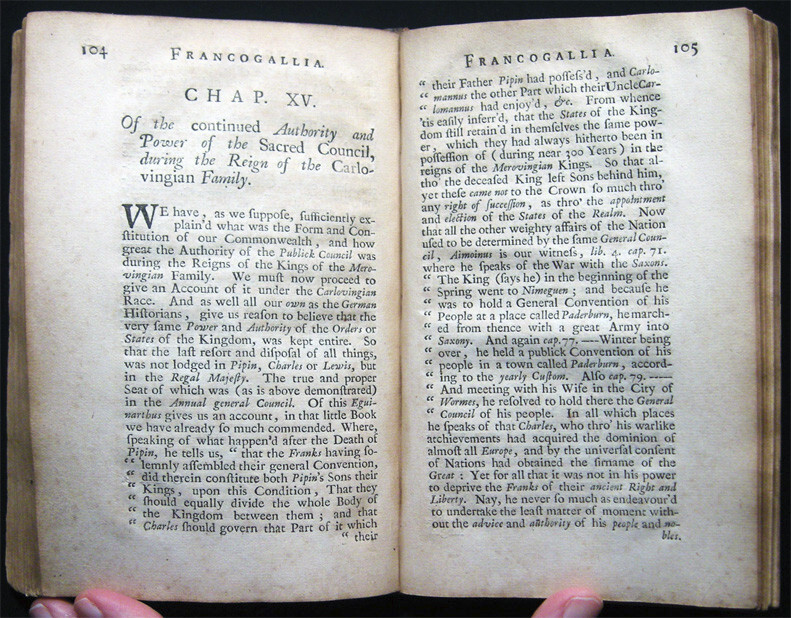 104 FRANCOGALLIA.
CHAP. XV.
Of the continued Authority and
Power of the Sacred Council,
during the Reign of the Carlo-
vingian Family.
WE have, as we suppose, sufficiently ex-
plain'd what was the Form and Con-
stitution of our Commonwealth, and how
great the Authority of the Publick Council was
during the Reigns of the Kings of the Mero-
vingian Family. We must now proceed to
give an Account of it under the Carlovingian
Race. And as well all our own as the German
Historians, give us reason to believe that the
very same Power and Authority of the Orders or
States of the Kingdom, was kept entire. So
that the last resort and disposal of all things,
was not lodged in Pipin, Charles or Lewis, but
in the Regal Majesty. The true and proper
Seat of which was (as is above demonstrated)
in the Annual general Council. Of this Egui-
narthus gives us an account, in that little Book
we have already so much commended. Where,
speaking of what happen'd after the Death of
Pipin, he tells us, “ that the Franks having so-
“ lemnly assembled their general Convention,
“ did therein constitute both Pipin's Sons their
“ Kings, upon this Condition, That they
“ should equally divide the whole Body of
“ the Kingdom between them; and that
“ Charles should govern that Part of it which
“ their
FRANCOGALLIA. 105
“ their Father Pipin had possess'd, and Carlo-
“ mannus the other Part which their Uncle Car-
“ lomannus had enjoy'd, &c. From whence
'tis easily inferr'd, that the States of the King-
dom still retain'd in themselves the same pow-
er, which they had always hitherto been in
possession of (during near 300 Years) in the
reigns of the Merovingian Kings. So that al-
tho' the deceased King left Sons behind him,
yet these came not to the Crown so much thro'
any right of succession, as thro' the appointment
and election of the States of the Realm. Now
that all the other weighty affairs of the Nation
used to be determined by the same General Coun-
cil, Aimoinus is our witness, lib. 4. cap. 71.
where he speaks of the War with the Saxons.
“ The King (says he) in the beginning of the
“ Spring went to Nimeguen; and because he
“ was to hold a General Convention of his
“ People at a place called Paderburn, he march-
“ ed from thence with a great Army into
“ Saxony. And again cap. 77. —Winter being
“ over, he held a publick Convention of his
“ people in a town called Paderburn, accord-
“ ing to the yearly Custom. Also cap. 79. ——
“ And meeting with his Wife in the City of
“ Wormes, he resolved to hold there the General
“ Council of his people. In all which places
he speaks of that Charles, who thro' his warlike
atchievements had acquired the dominion of
almost all Europe, and by the universal consent
of Nations had obtained the sirname of the
Great: Yet for all that it was not in his power
to deprive the Franks of their ancient Right and
Liberty. Nay, he never so much as endeavour'd
to undertake the least matter of moment with-
out the advice and authority of his people and no-
bles.